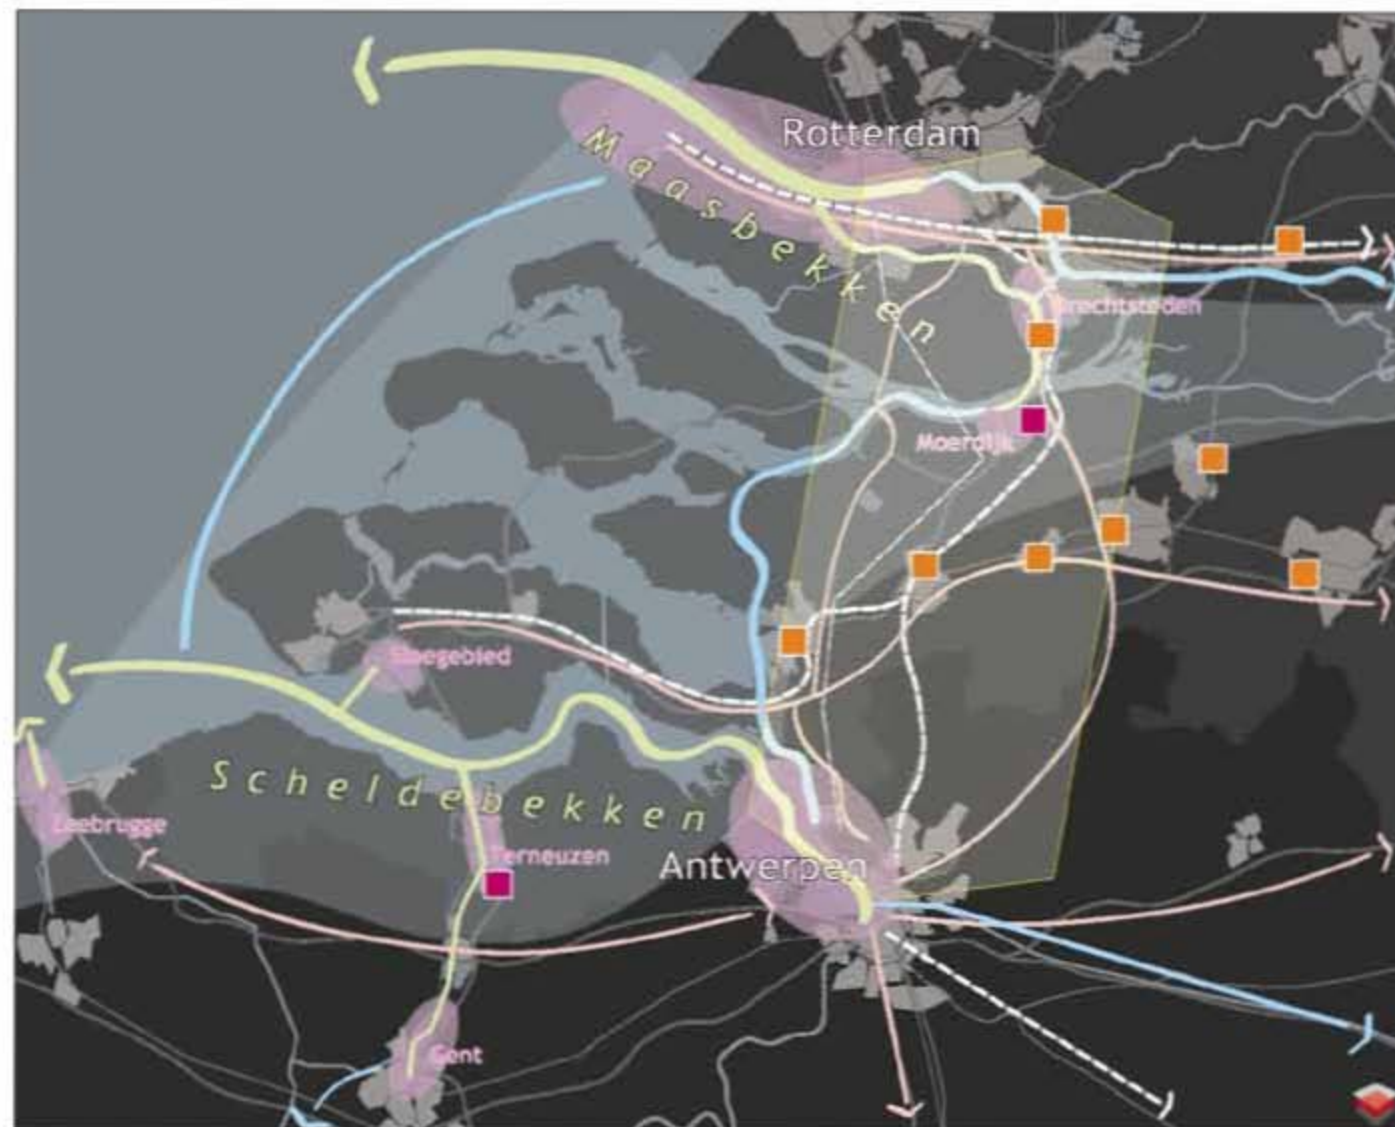 Rotterdam
Maasbekken
Drechtsteden
Moerdijk
Sloegebied
Scheldebekken
Zeebrugge
Terneuzen
Antwerpen
Gent